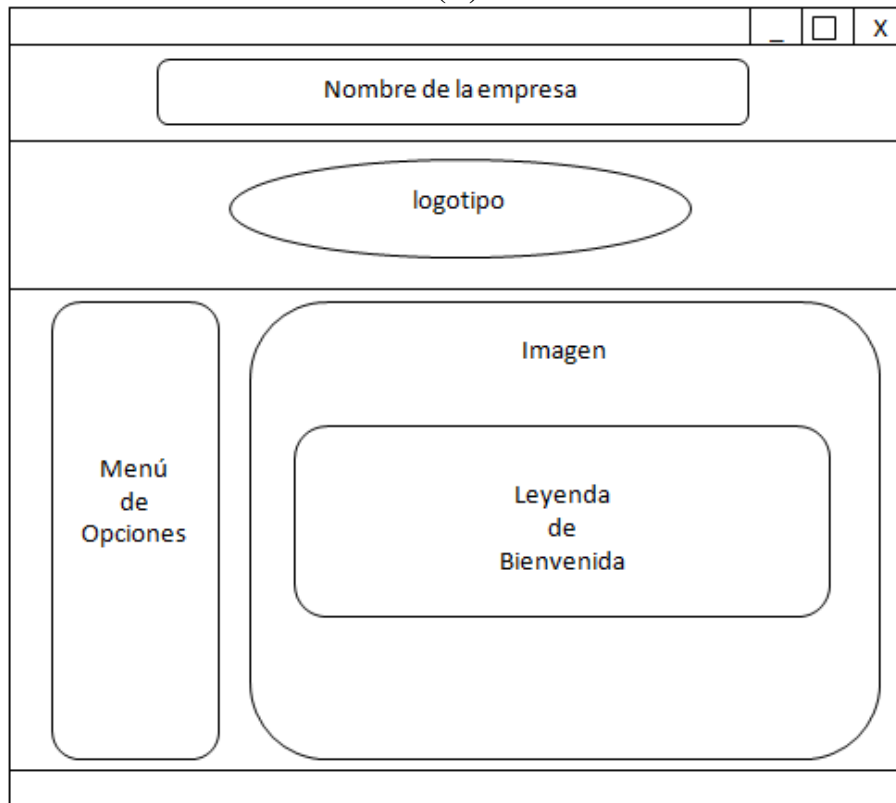 _ X
Nombre de la empresa
logotipo
Imagen
Menú
de
Opciones
Leyenda
de
Bienvenida